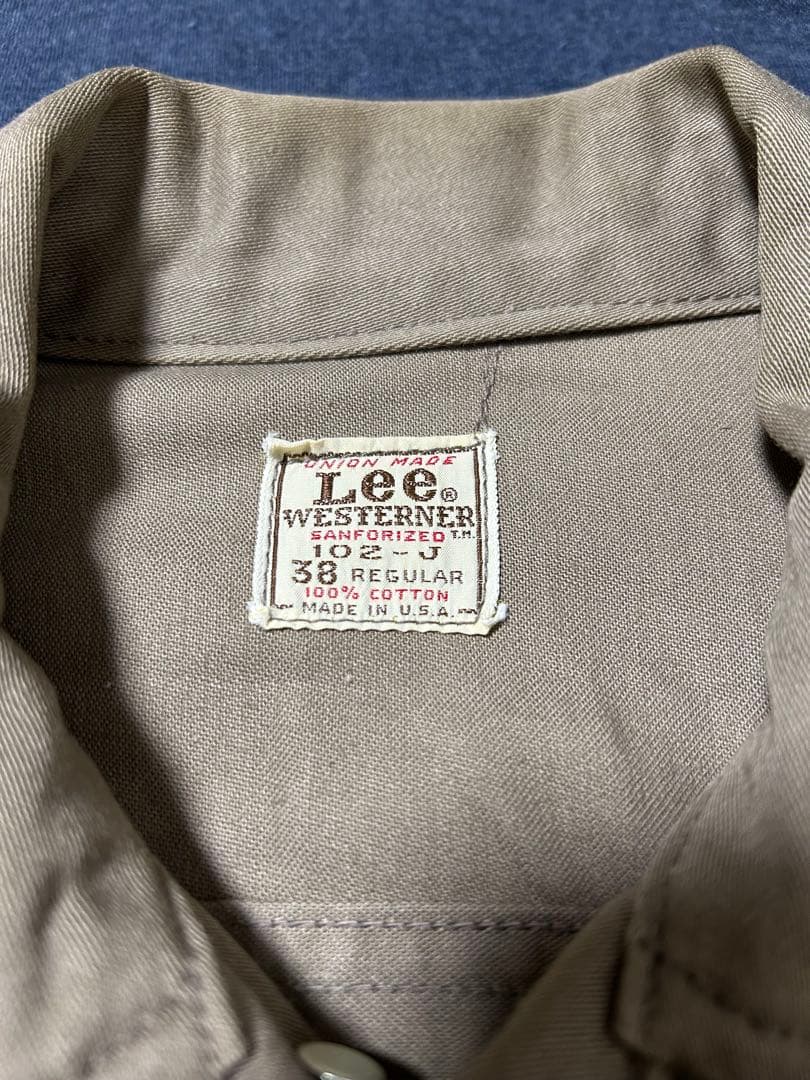 UNION MADE
Lee®
WESTERNER T.M.
SANFORIZED
102-J
38 REGULAR
100% COTTON
MADE IN U.S.A.